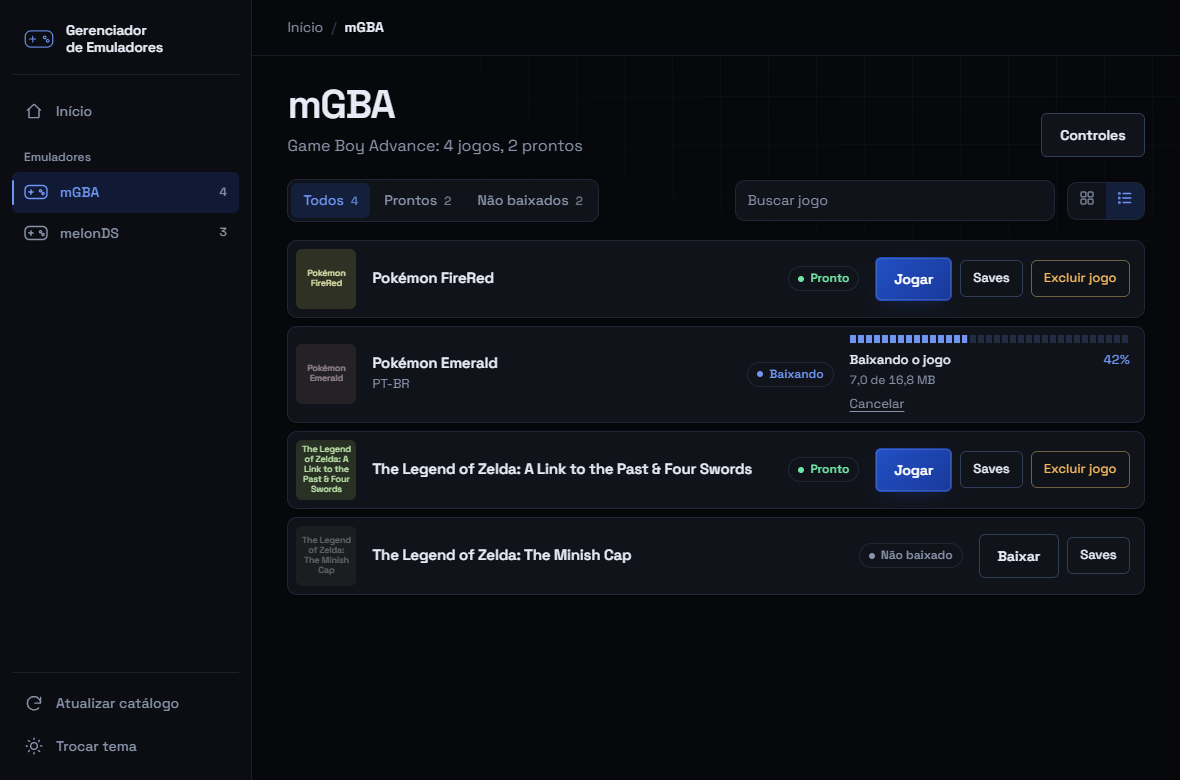 Gerenciador
de Emuladores
Início
Emuladores
mGBA 4
melonDS 3
Atualizar catálogo
Trocar tema
Início / mGBA
mGBA
Game Boy Advance: 4 jogos, 2 prontos
Controles
Todos 4 Prontos 2 Não baixados 2
Buscar jogo
Pokémon
FireRed
Pokémon FireRed
Pronto
Jogar
Saves
Excluir jogo
Pokémon
Emerald
Pokémon Emerald
PT-BR
Baixando
Baixando o jogo 42%
7,0 de 16,8 MB
Cancelar
The Legend
of Zelda: A
Link to the
Past & Four
Swords
The Legend of Zelda: A Link to the Past & Four Swords
Pronto
Jogar
Saves
Excluir jogo
The Legend
of Zelda:
The Minish
Cap
The Legend of Zelda: The Minish Cap
Não baixado
Baixar
Saves